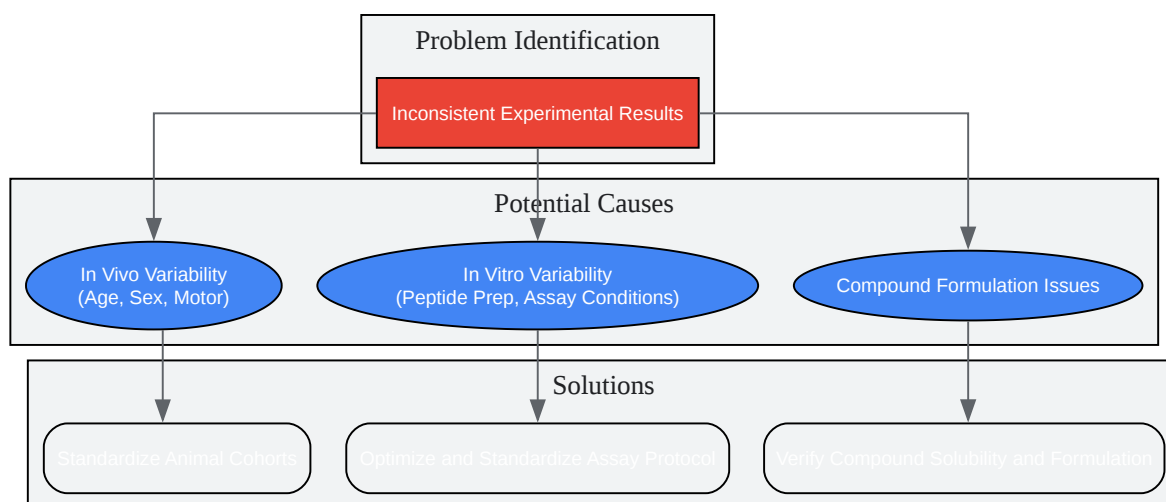 Problem Identification
Inconsistent Experimental Results
Potential Causes
In Vivo Variability
(Age, Sex, Motor)
In Vitro Variability
(Peptide Prep, Assay Conditions)
Compound Formulation Issues
Solutions
Standardize Animal Cohorts
Optimize and Standardize Assay Protocol
Verify Compound Solubility and Formulation